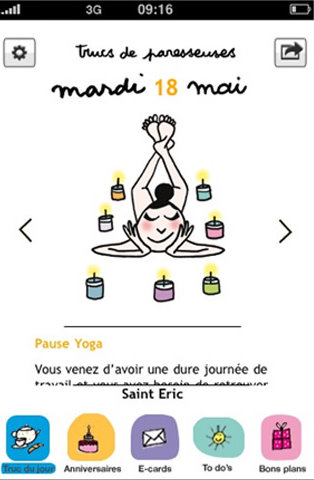 3G 09:16
trucs de paresseuses
mardi 18 mai
Pause Yoga
Vous venez d'avoir une dure journée de
travail et vous avez besoin de retrouver
Saint Eric
Truc du jour Anniversaires E-cards To do's Bons plans